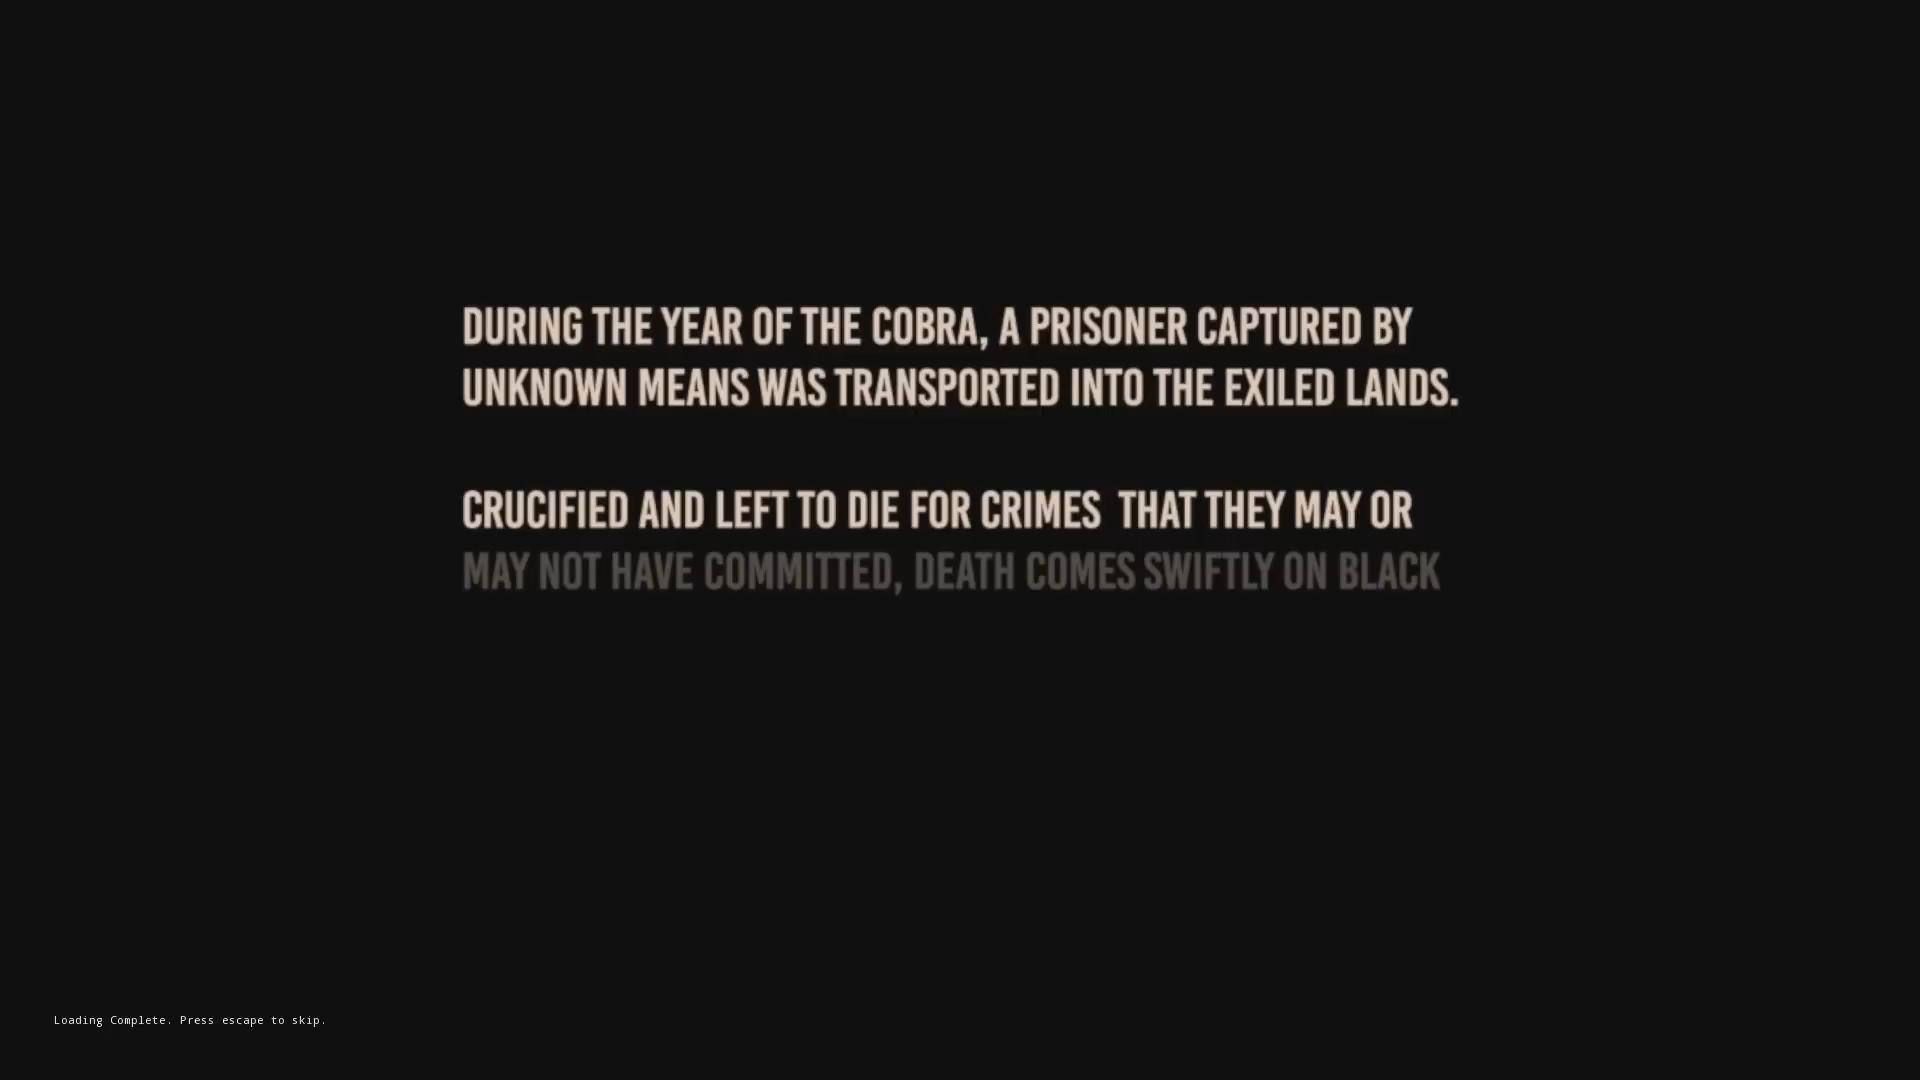 DURING THE YEAR OF THE COBRA, A PRISONER CAPTURED BY
UNKNOWN MEANS WAS TRANSPORTED INTO THE EXILED LANDS.
CRUCIFIED AND LEFT TO DIE FOR CRIMES  THAT THEY MAY OR
MAY NOT HAVE COMMITTED, DEATH COMES SWIFTLY ON BLACK
Loading Complete. Press escape to skip.